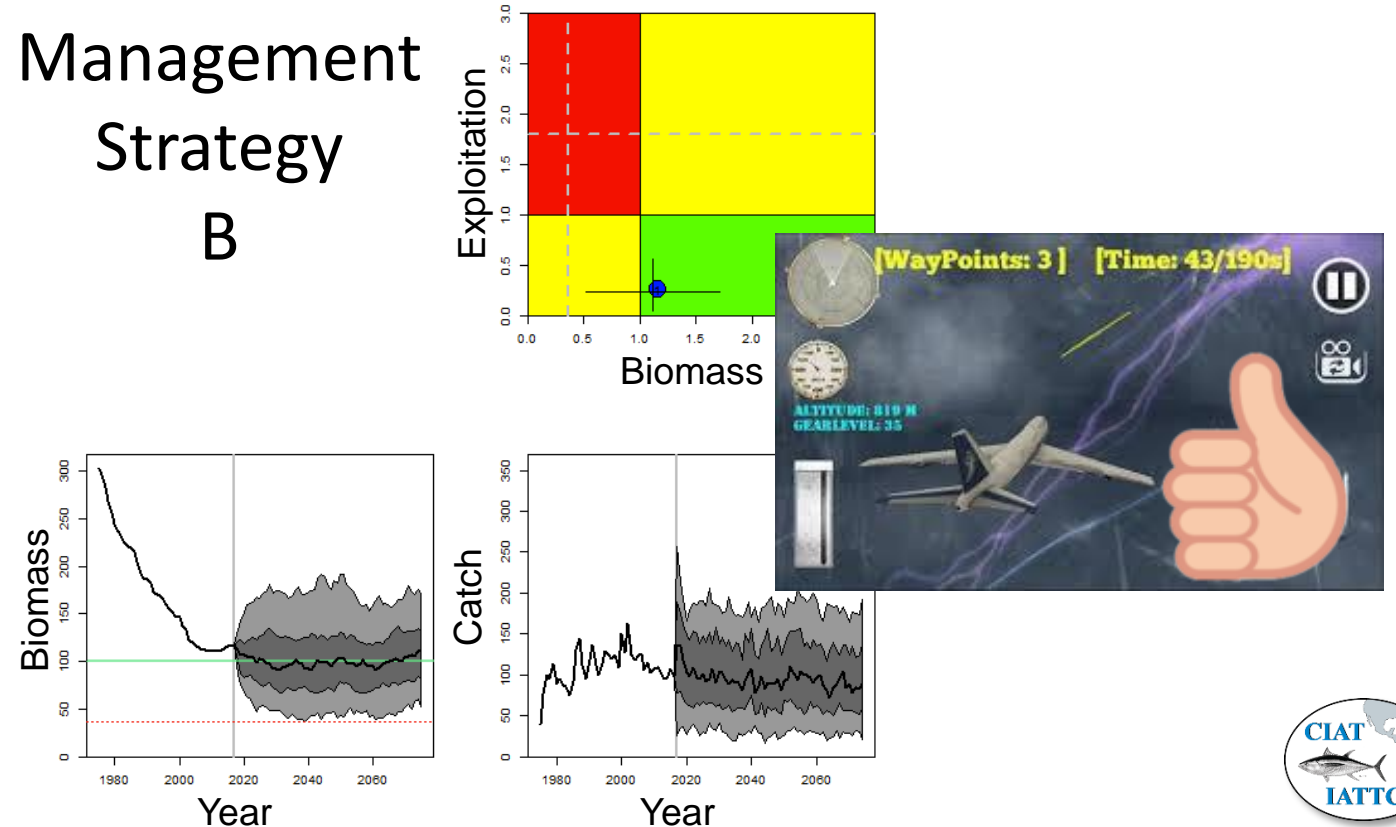 Management
Strategy
B
Exploitation
0.0 0.5 1.0 1.5 2.0 2.5 3.0
0.0 0.5 1.0 1.5 2.0
Biomass
[WayPoints: 3 ] [Time: 43/190s]
ALTITUDE: 819 M
GEARLEVEL: 35
Biomass
0 50 100 150 200 250 300
1980 2000 2020 2040 2060
Year
Catch
0 50 100 150 200 250 300 350
1980 2000 2020 2040 2060
Year
CIAT
IATTC